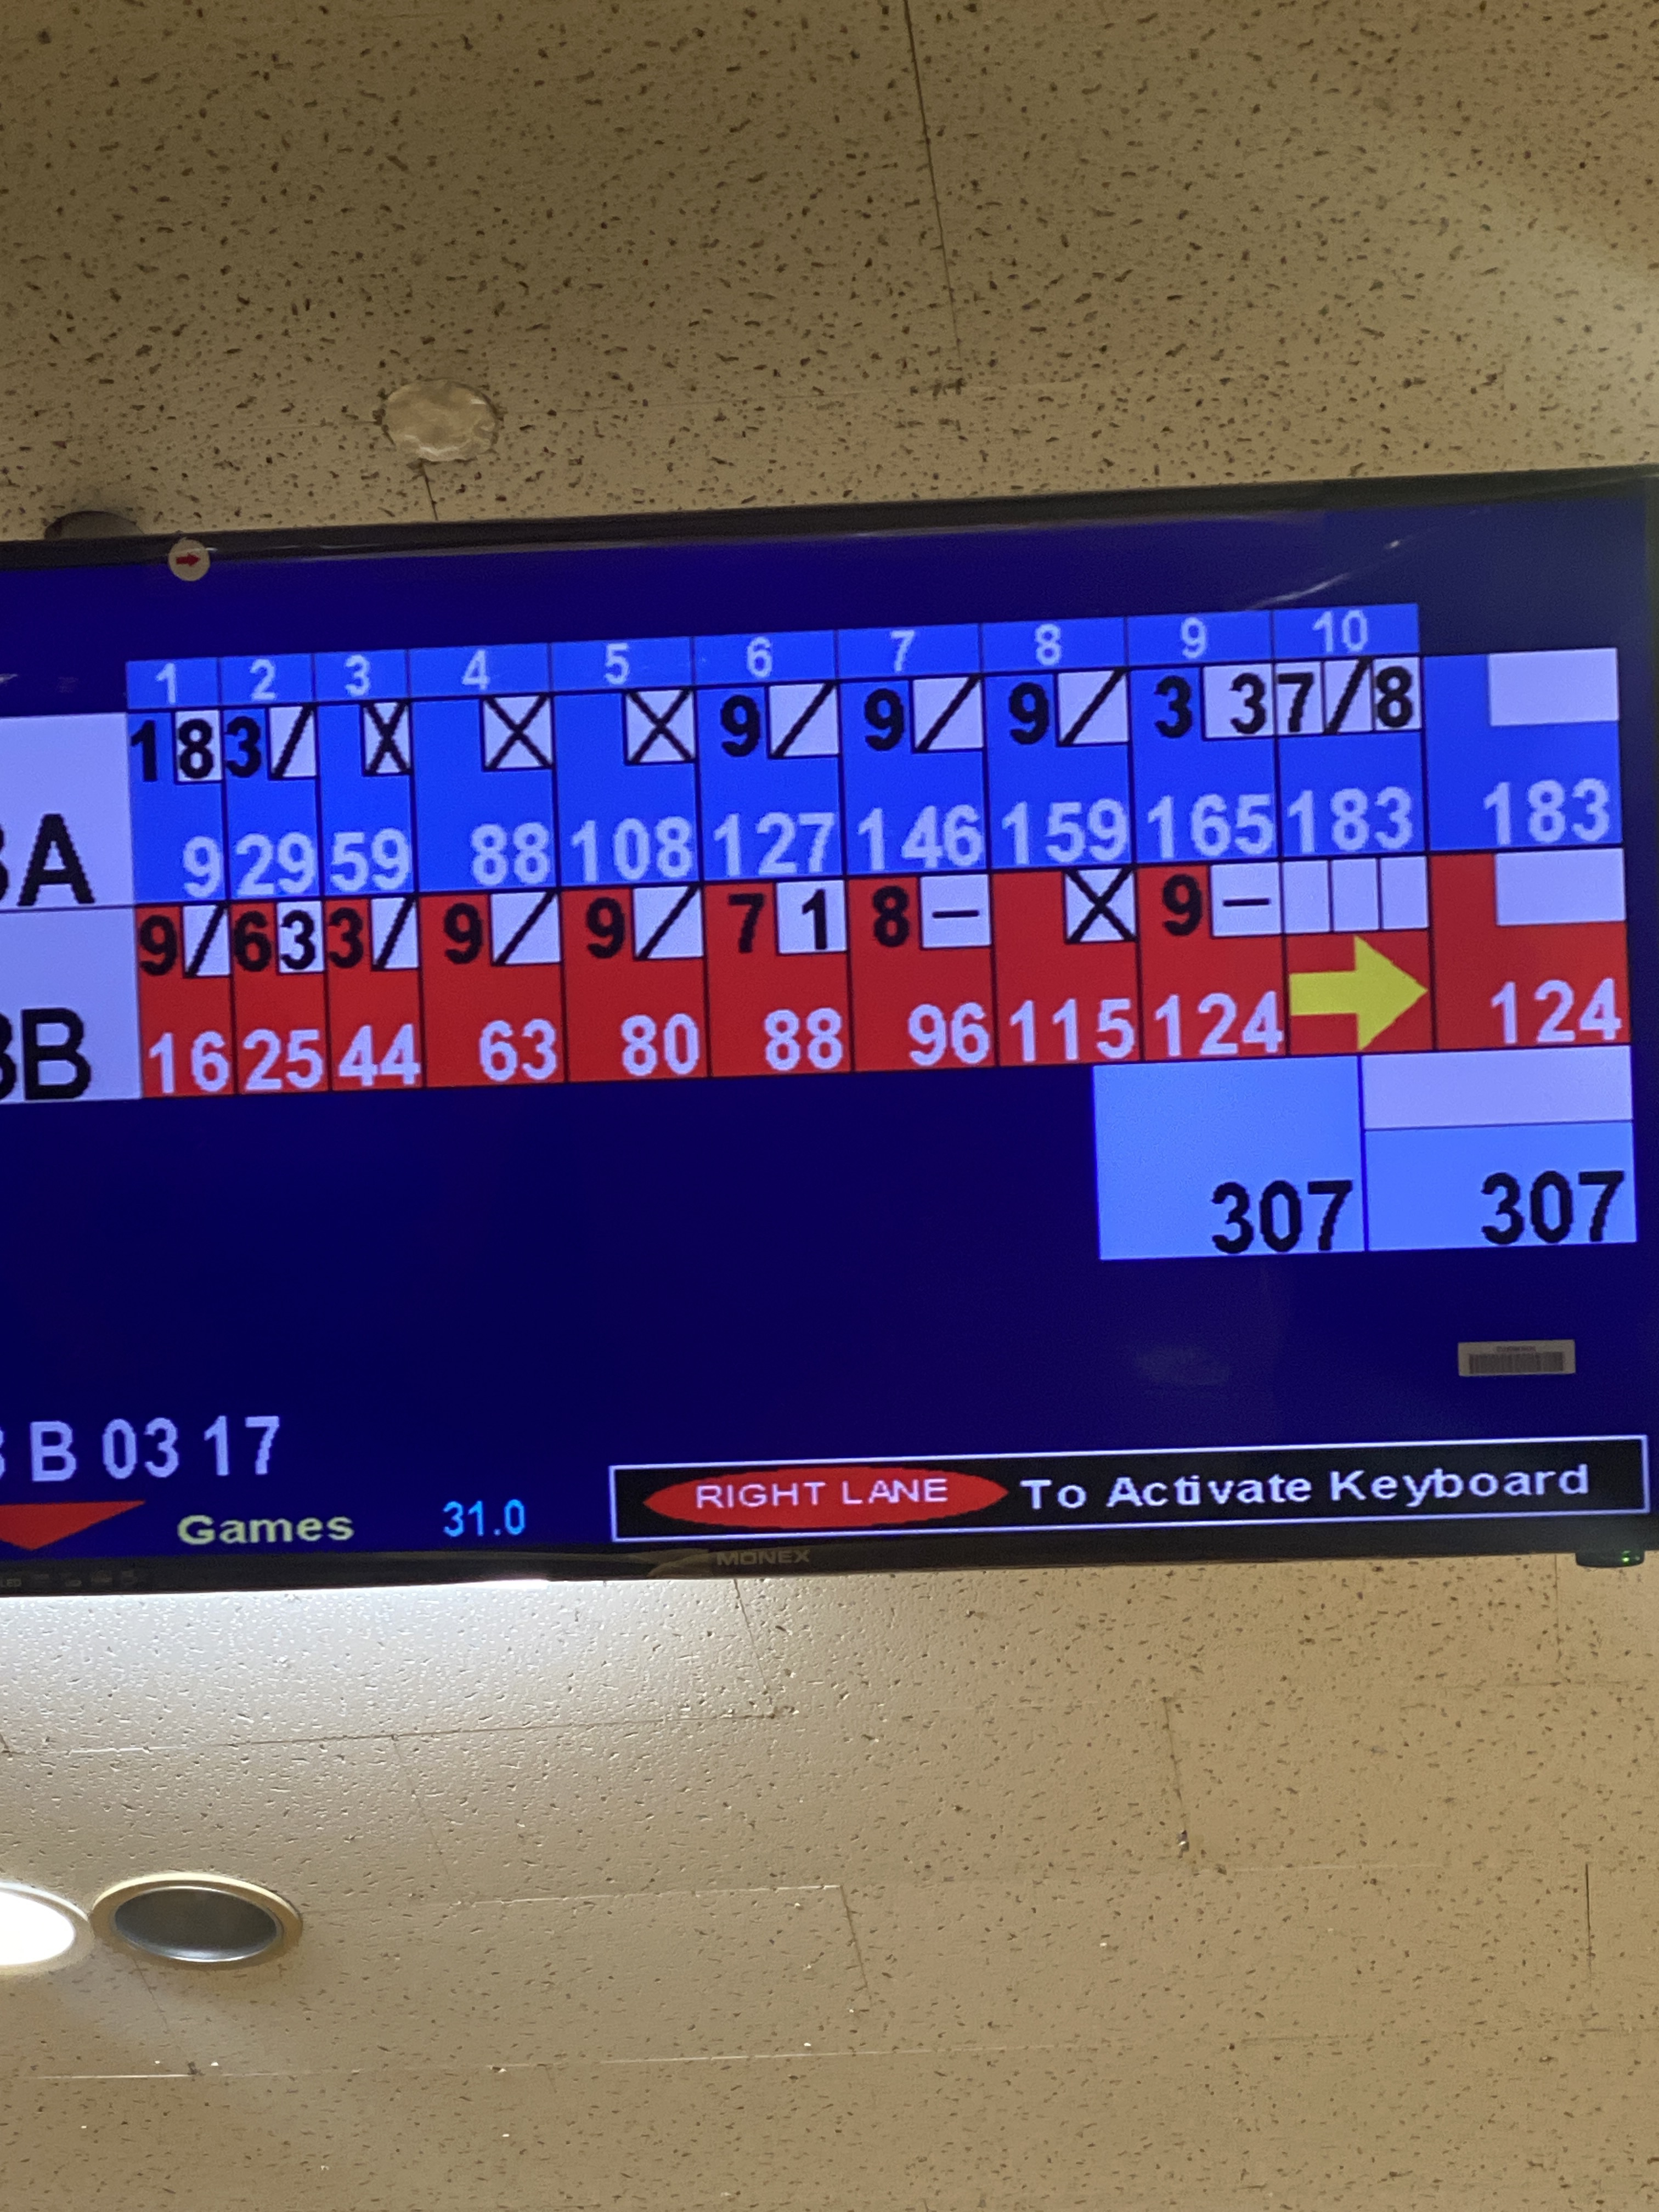 1 2 3 4 5 6 7 8 9 10
1 8 3 / X X X 9 / 9 / 9 / 3 3 7 / 8
A 9 29 59 88 108 127 146 159 165 183 183
9 / 6 3 3 / 9 / 9 / 7 1 8 – X 9 –
B 16 25 44 63 80 88 96 115 124 124
307 307
B 03 17
Games 31.0
RIGHT LANE To Activate Keyboard
MONEX